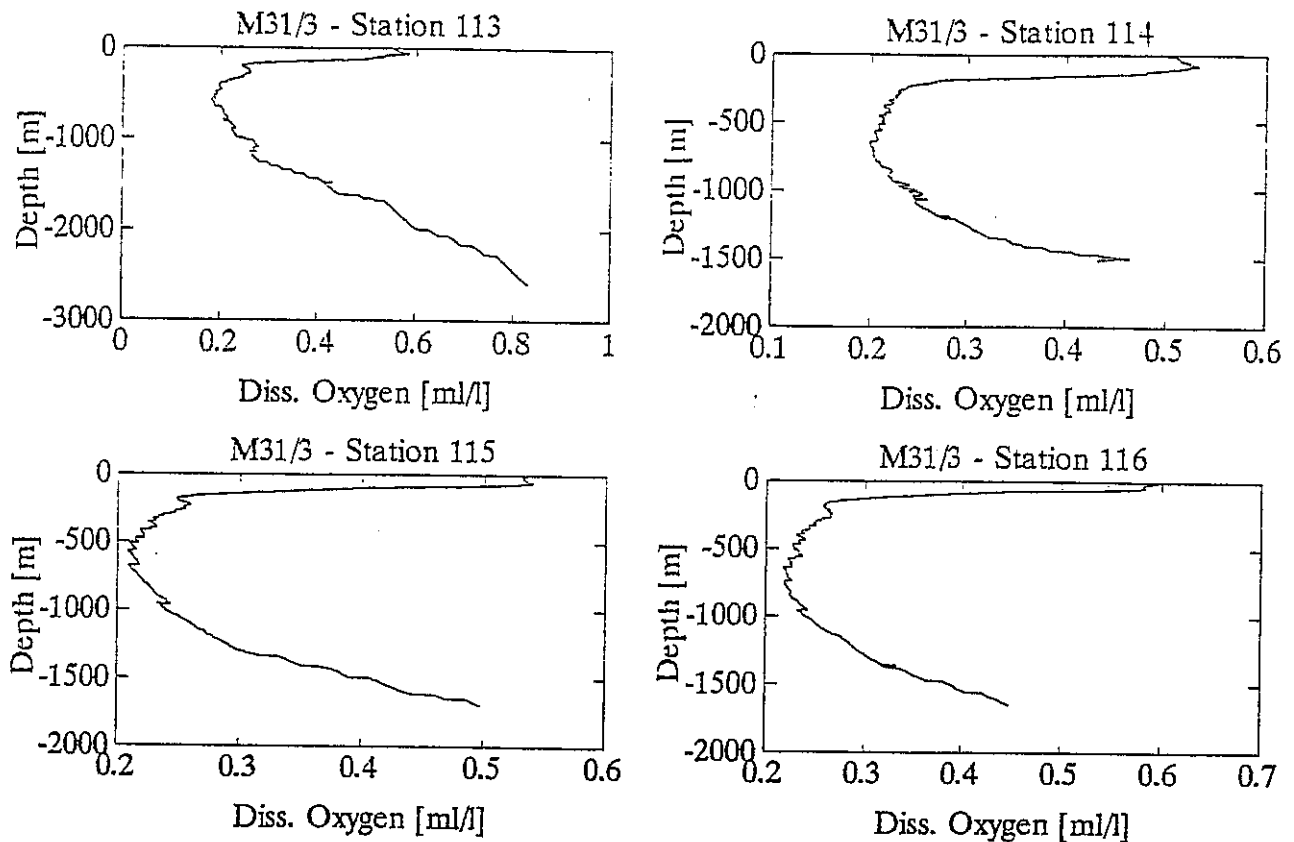 M31/3 - Station 113
0
-1000
-2000
-3000
Depth [m]
0 0.2 0.4 0.6 0.8 1
Diss. Oxygen [ml/l]
M31/3 - Station 114
0
-500
-1000
-1500
-2000
Depth [m]
0.1 0.2 0.3 0.4 0.5 0.6
Diss. Oxygen [ml/l]
M31/3 - Station 115
0
-500
-1000
-1500
-2000
Depth [m]
0.2 0.3 0.4 0.5 0.6
Diss. Oxygen [ml/l]
M31/3 - Station 116
0
-500
-1000
-1500
-2000
Depth [m]
0.2 0.3 0.4 0.5 0.6 0.7
Diss. Oxygen [ml/l]